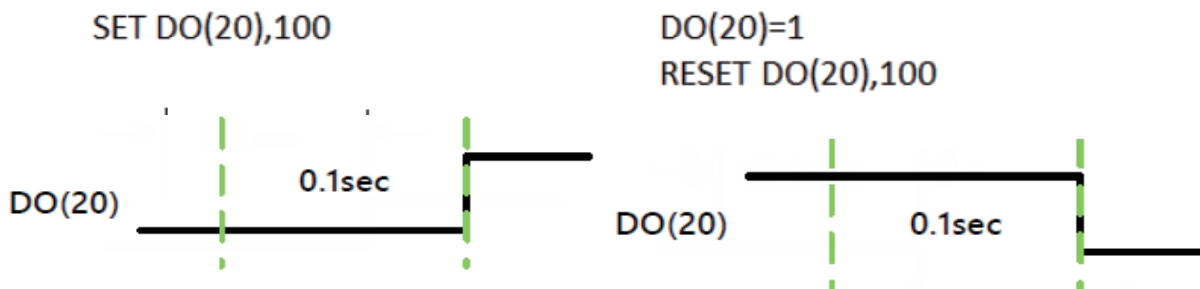 SET DO(20),100
0.1sec
DO(20)
DO(20)=1
RESET DO(20),100
DO(20)
0.1sec